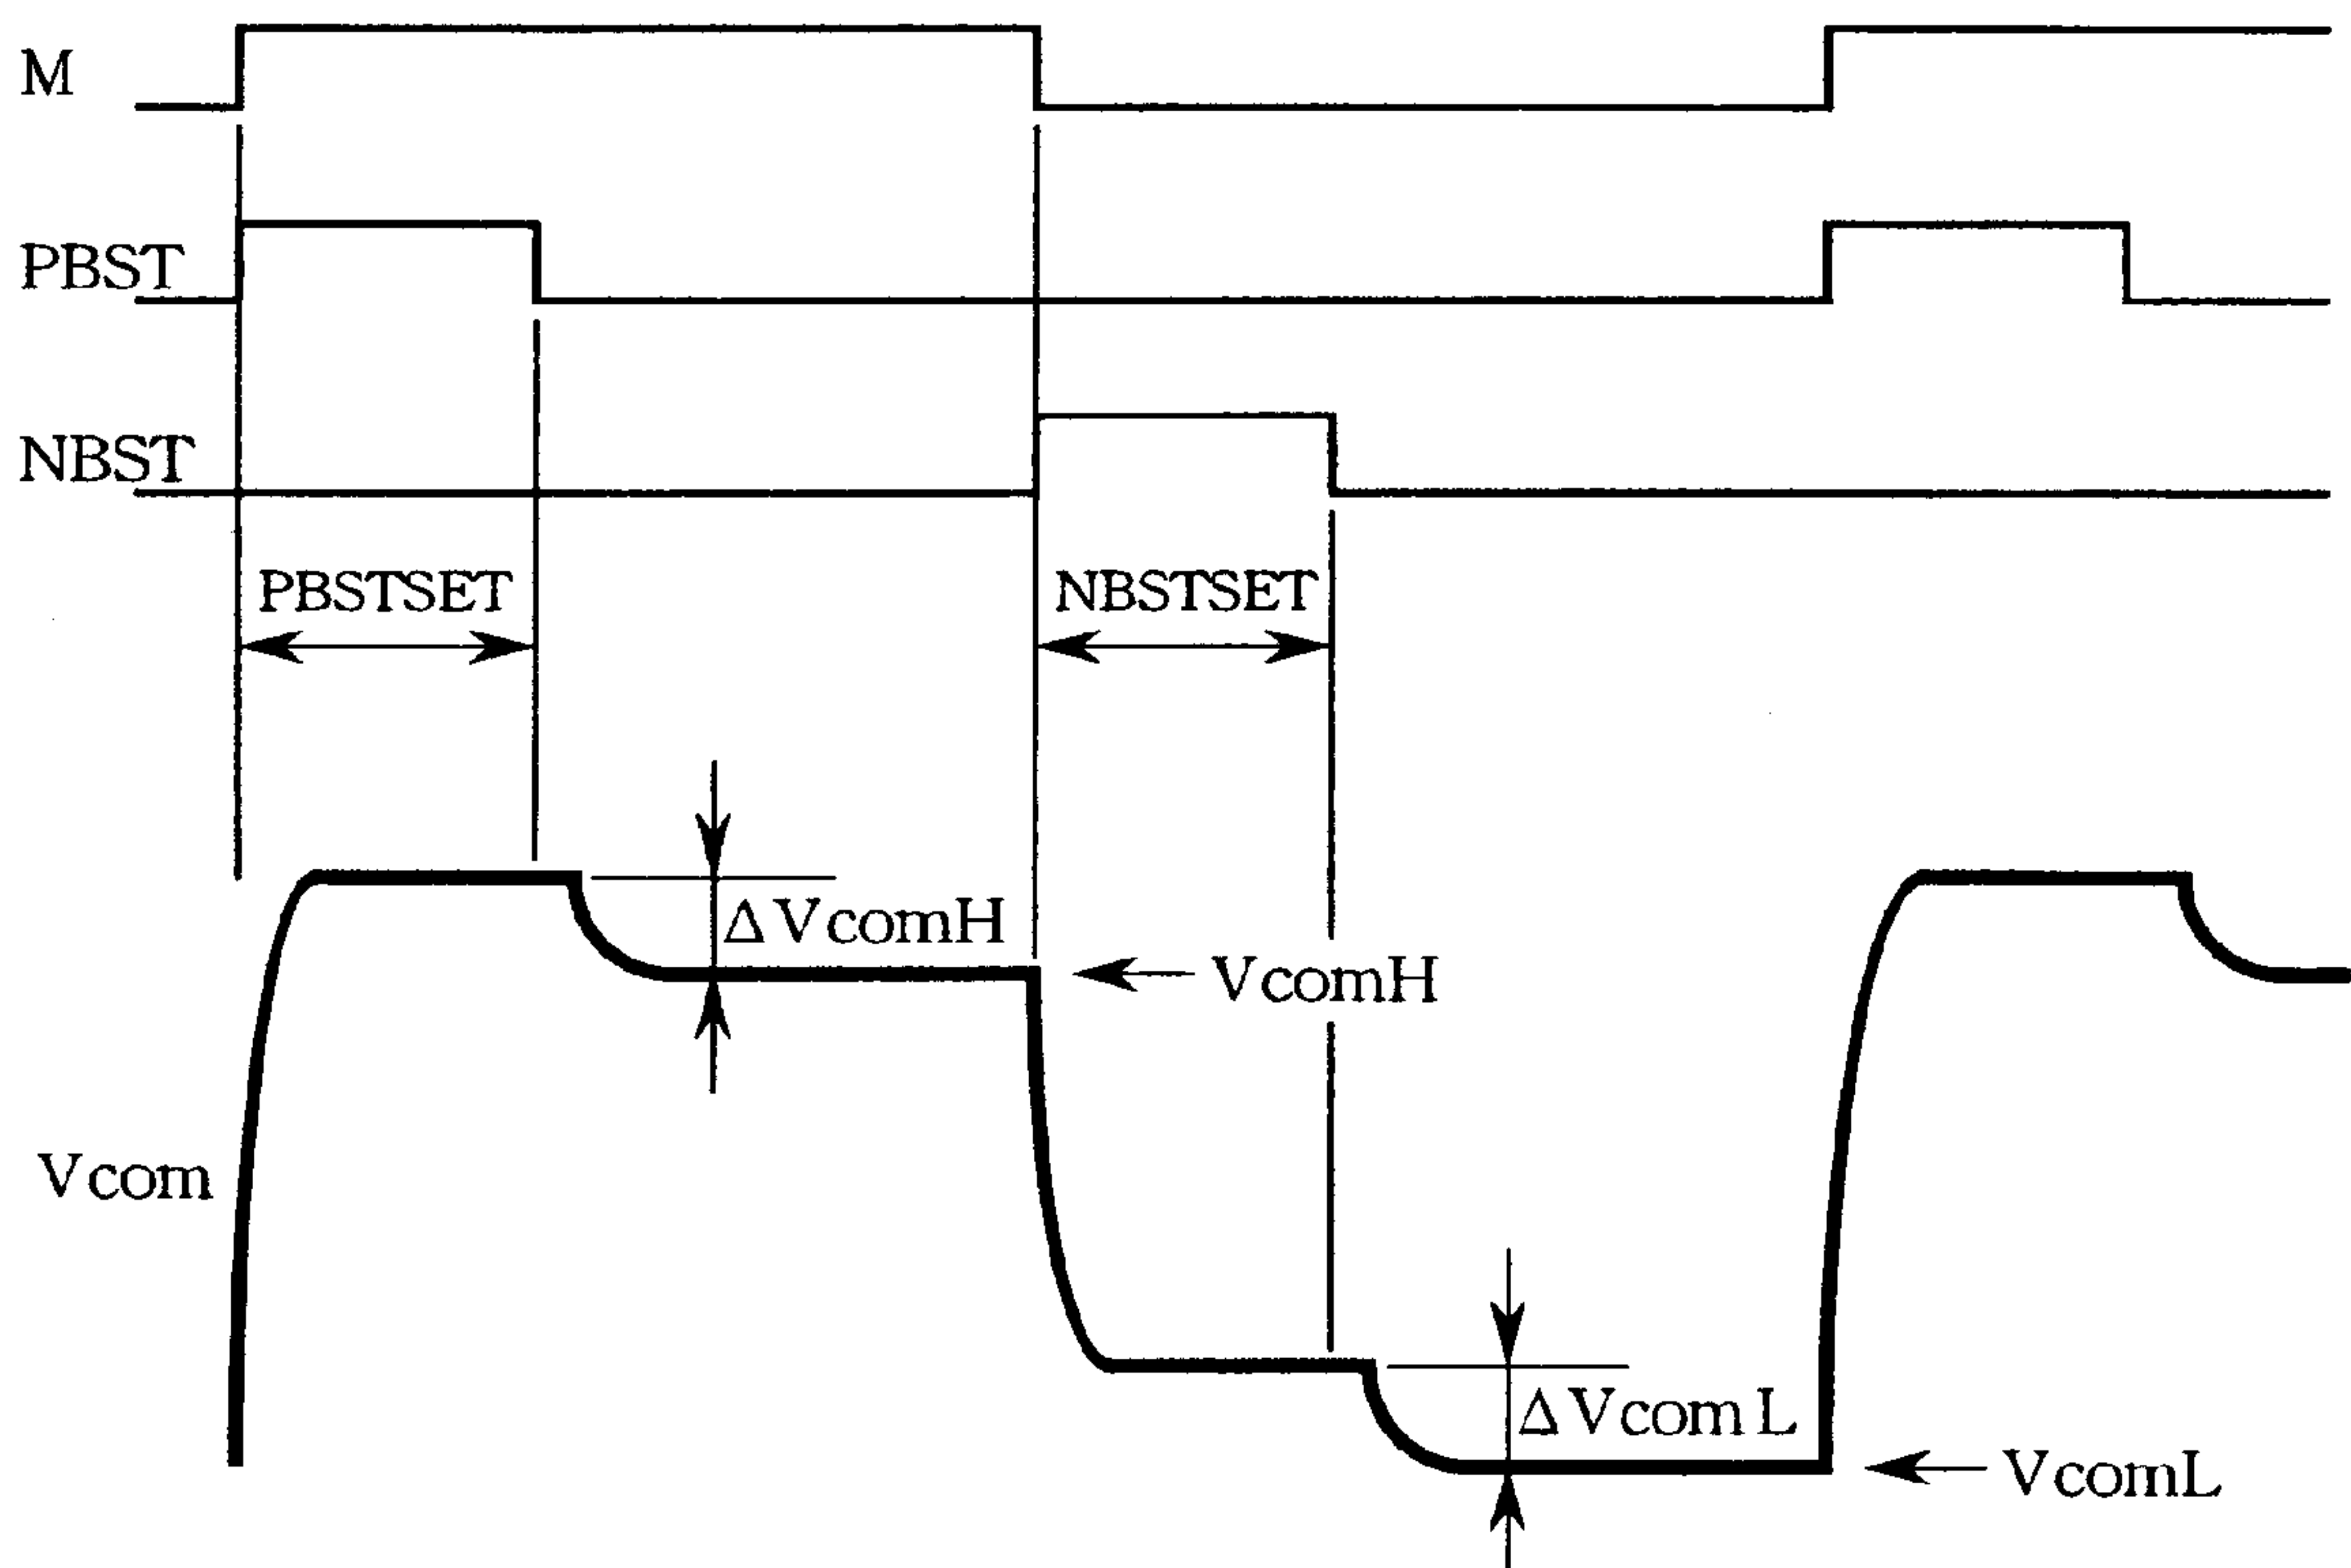 M
PBST
NBST
PBSTSET
NBSTSET
ΔVcomH
VcomH
Vcom
ΔVcom L
VcomL